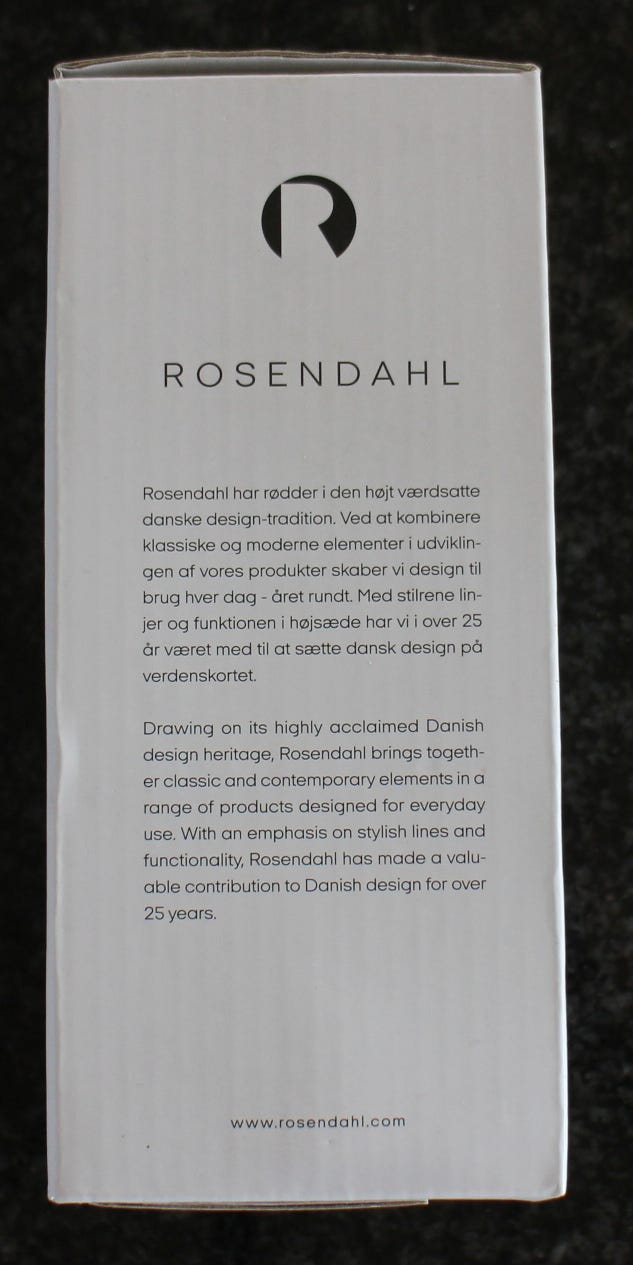 R
ROSENDAHL
Rosendahl har rødder i den højt værdsatte
danske design-tradition. Ved at kombinere
klassiske og moderne elementer i udviklin-
gen af vores produkter skaber vi design til
brug hver dag - året rundt. Med stilrene lin-
jer og funktionen i højsæde har vi i over 25
år været med til at sætte dansk design på
verdenskortet.
Drawing on its highly acclaimed Danish
design heritage, Rosendahl brings togeth-
er classic and contemporary elements in a
range of products designed for everyday
use. With an emphasis on stylish lines and
functionality, Rosendahl has made a valu-
able contribution to Danish design for over
25 years.
www.rosendahl.com